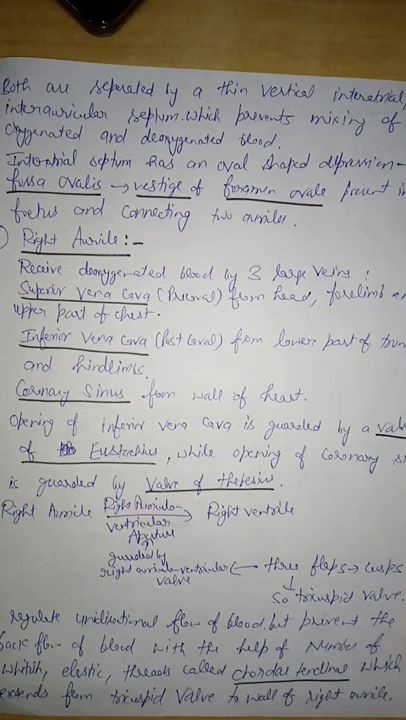 Both are separated by a thin vertical interatrial,
interauricular septum. which prevents mixing of
oxygenated and deoxygenated blood.
Interatrial septum has an oval shaped depression-
fossa ovalis → vestige of foramen ovale present in
foetus and connecting two auricles.
Right Auricle:-
Receive deoxygenated blood by 3 large veins:
Superior Vena Cava (Precaval) from head, forelimb an
upper part of chest.
Inferior Vena Cava (Post Caval) from lower part of trun
and hindlimbs.
Coronary Sinus from wall of heart.
Opening of inferior vena cava is guarded by a valv
of Eustachius, while opening of Coronary si
is guarded by Valve of thebesius.
Right Auricle Right Auriculo- → Right ventricle
ventricular
Aperture
guarded by
right auriculo-ventricular ← three flaps → cusps
valve
↓
So tricuspid valve.
regulate unidirectional flow of blood. but prevent the
back flow of blood with the help of Number of
whitish, elastic, threads called chordae tendinae which
extends from tricuspid Valve to wall of right auricle.